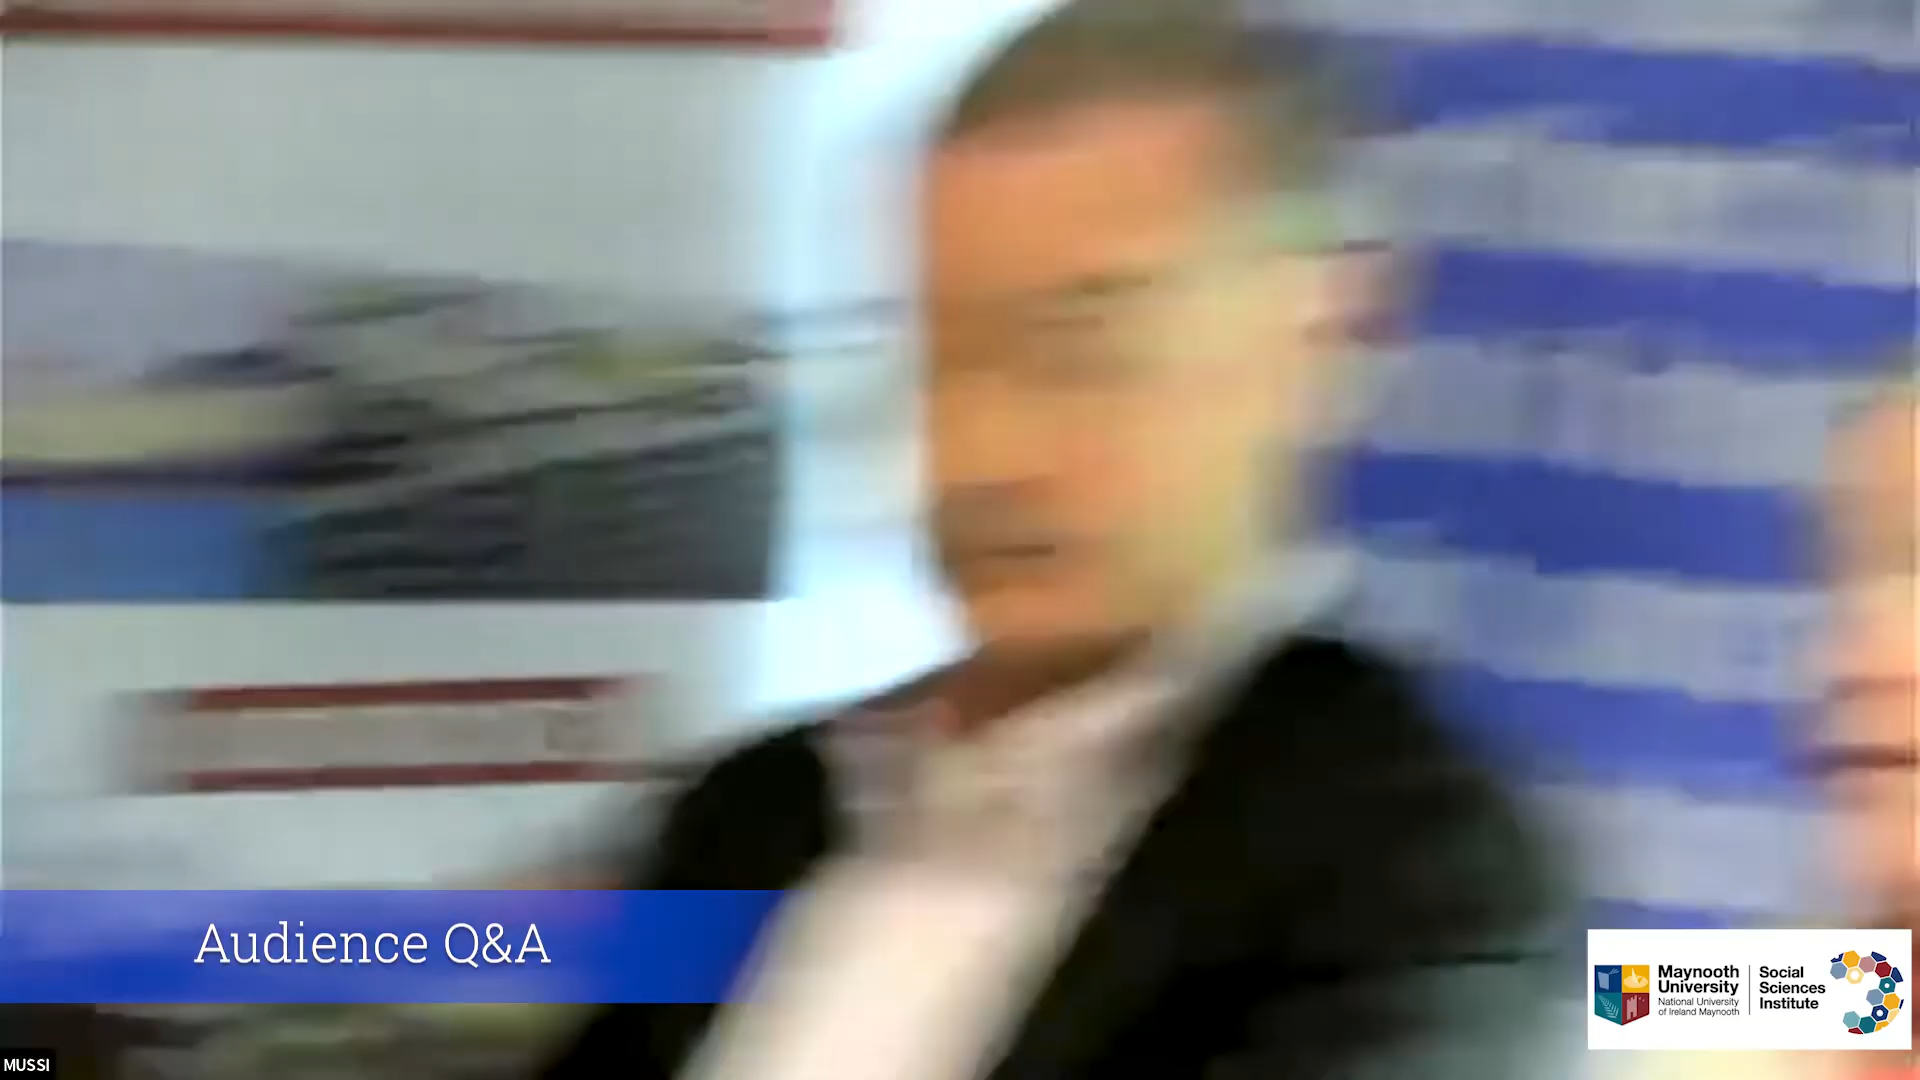 Audience Q&A
Maynooth
University
National University
of Ireland Maynooth
Social
Sciences
Institute
MUSSI